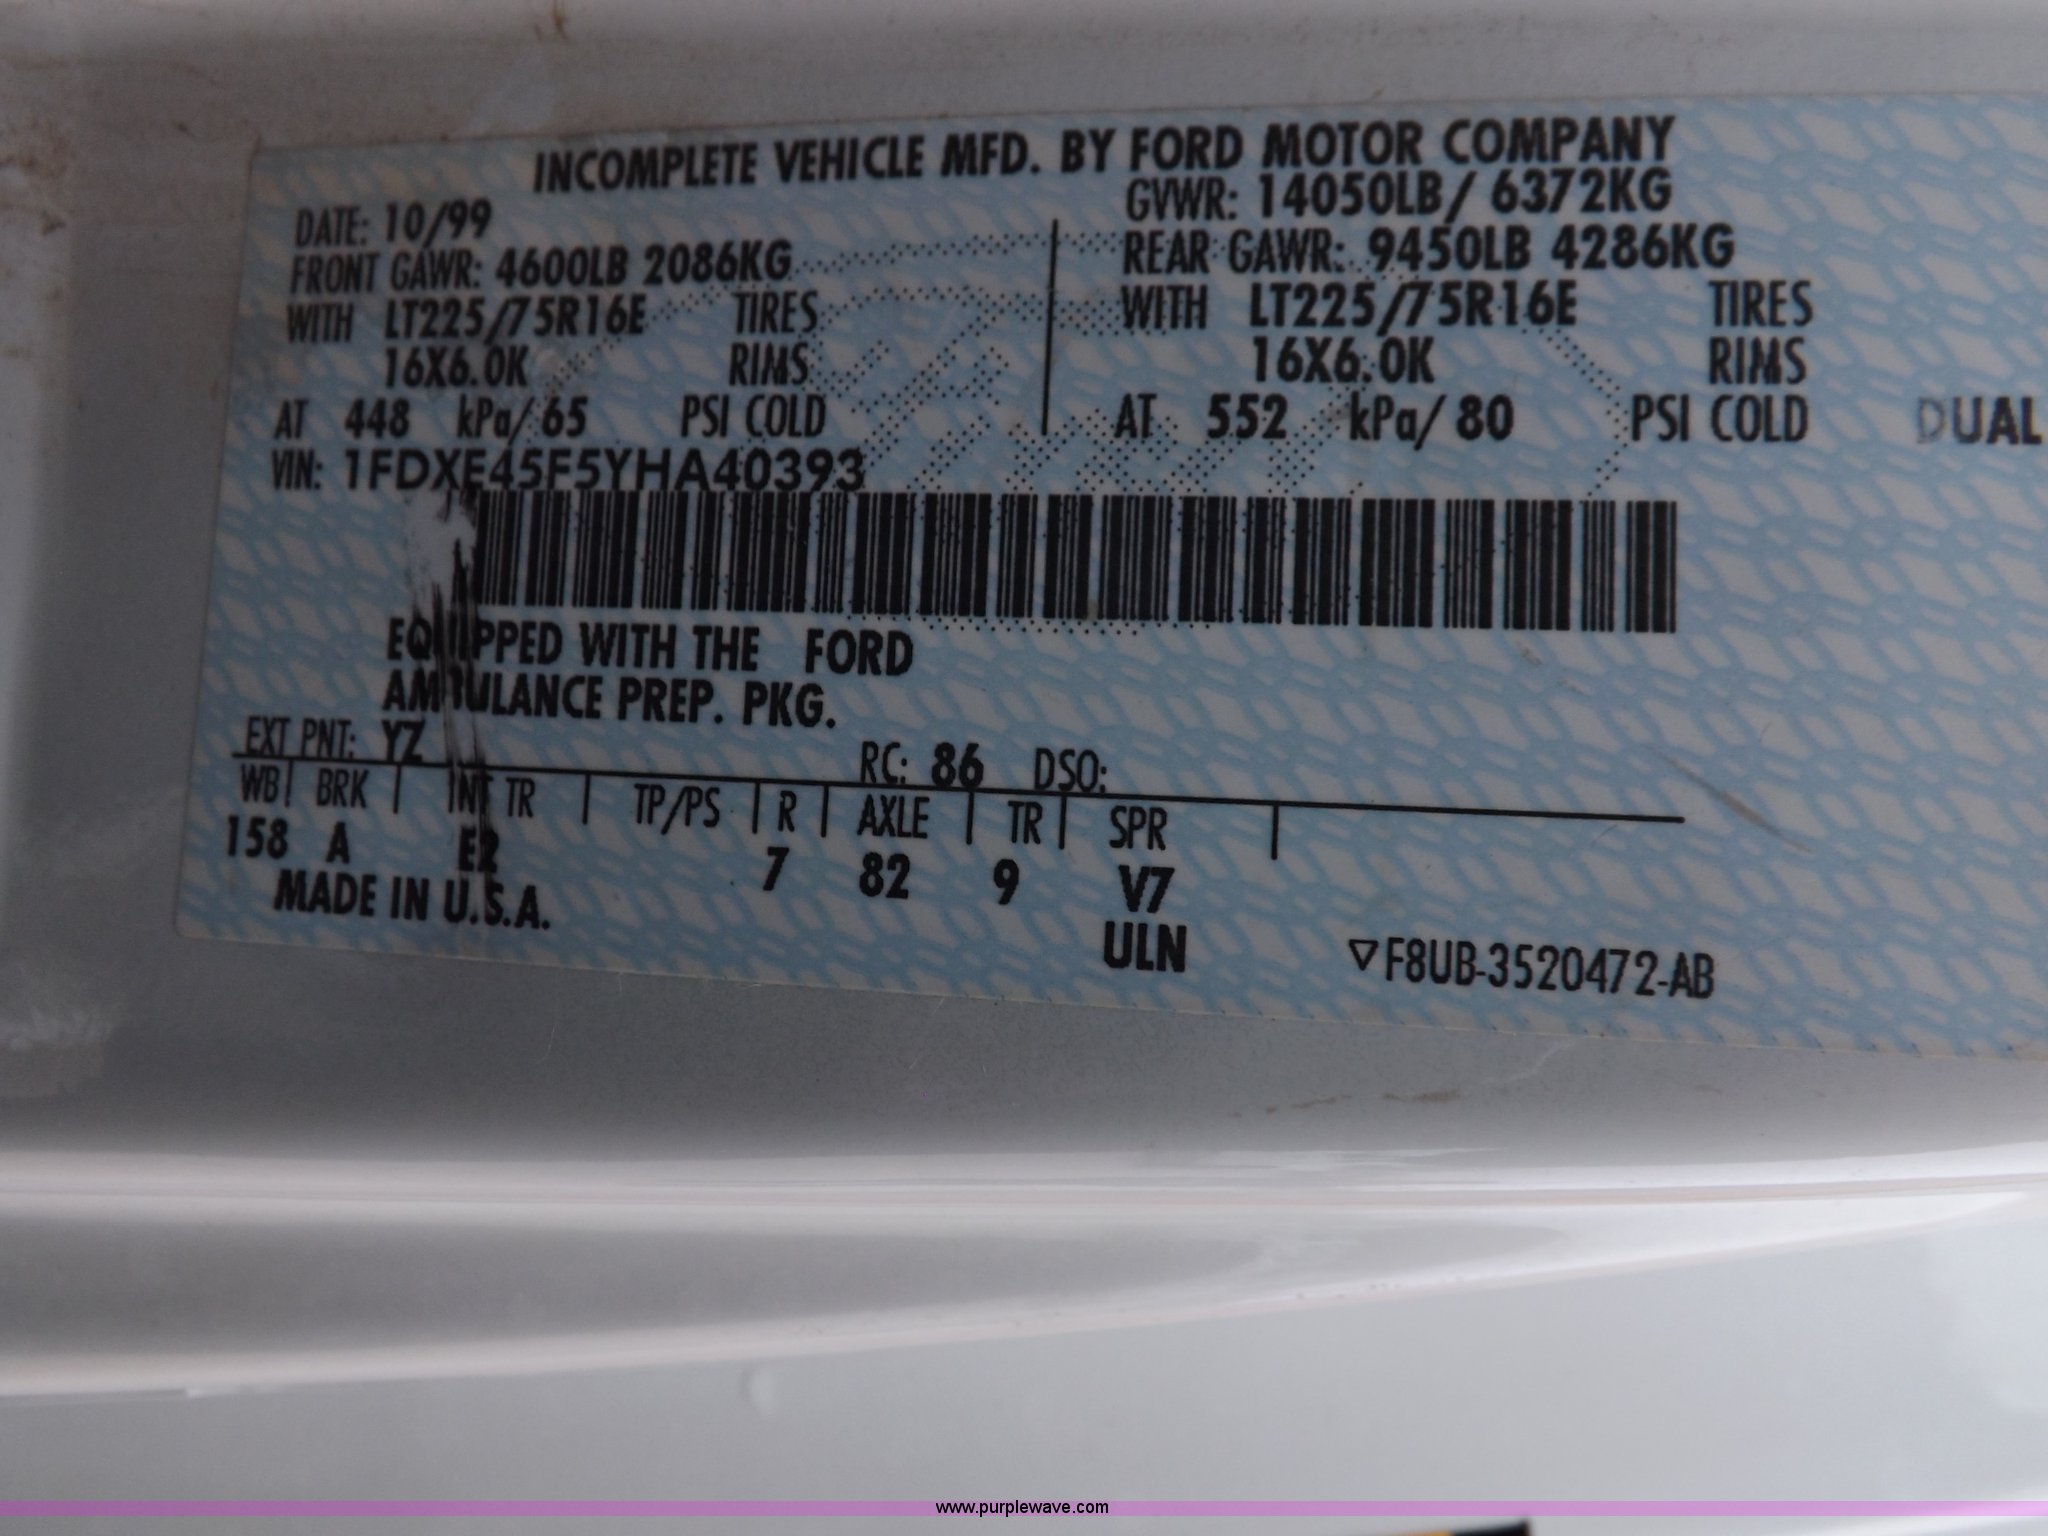 INCOMPLETE VEHICLE MFD. BY FORD MOTOR COMPANY
DATE: 10/99 GVWR: 14050LB/ 6372KG
FRONT GAWR: 4600LB 2086KG REAR GAWR: 9450LB 4286KG
WITH LT225/75R16E TIRES WITH LT225/75R16E TIRES
16X6.0K RIMS 16X6.0K RIMS
AT 448 kPa/ 65 PSI COLD AT 552 kPa/ 80 PSI COLD DUAL
VIN: 1FDXE45F5YHA40393
EQUIPPED WITH THE FORD
AMBULANCE PREP. PKG.
EXT PNT: YZ RC: 86 DSO:
WB BRK INT TR TP/PS R AXLE TR SPR
158 A E2 7 82 9 V7
MADE IN U.S.A. ULN ▽F8UB-3520472-AB
www.purplewave.com